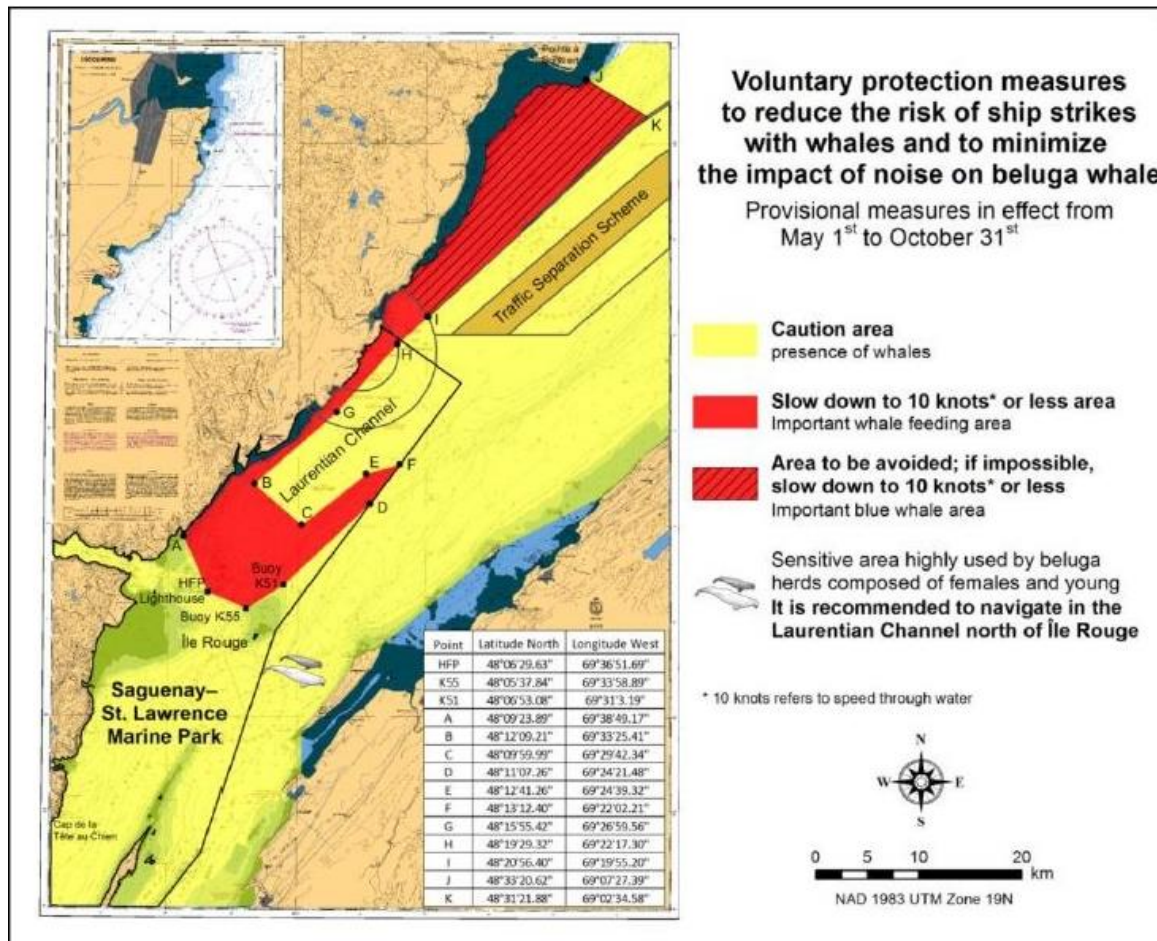 Voluntary protection measures
to reduce the risk of ship strikes
with whales and to minimize
the impact of noise on beluga whale
Provisional measures in effect from
May 1st to October 31st
Caution area
presence of whales
Slow down to 10 knots* or less area
Important whale feeding area
Area to be avoided; if impossible,
slow down to 10 knots* or less
Important blue whale area
Sensitive area highly used by beluga
herds composed of females and young
It is recommended to navigate in the
Laurentian Channel north of Île Rouge
* 10 knots refers to speed through water
N
W E
S
0 5 10 20
km
NAD 1983 UTM Zone 19N
Pointe à
J
K
Traffic Separation Scheme
I
H
G
Laurentian Channel
E
F
B
D
C
A
Buoy
K51
HFP
Lighthouse
Buoy K55
Île Rouge
Saguenay–
St. Lawrence
Marine Park
Cap de la
Tête au Chien
Point Latitude North Longitude West
HFP 48°06'29.63" 69°36'51.69"
K55 48°05'37.84" 69°33'58.89"
K51 48°06'53.08" 69°31'3.19"
A 48°09'23.89" 69°38'49.17"
B 48°12'09.21" 69°33'25.41"
C 48°09'59.99" 69°29'42.34"
D 48°11'07.26" 69°24'21.48"
E 48°12'41.26" 69°24'39.32"
F 48°13'12.40" 69°22'02.21"
G 48°15'55.42" 69°26'59.56"
H 48°19'29.32" 69°22'17.30"
I 48°20'56.40" 69°19'55.20"
J 48°33'20.62" 69°07'27.39"
K 48°31'21.88" 69°02'34.58"